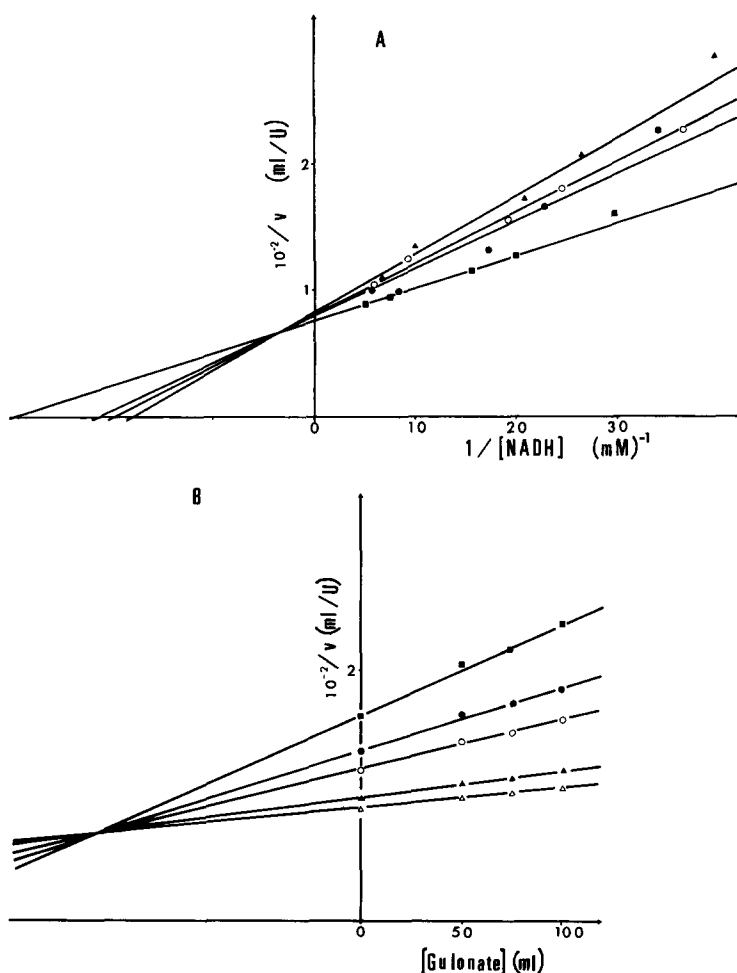 A
10⁻²/v (ml/U)
2
1
0 10 20 30
1/[NADH] (mM)⁻¹
B
10⁻²/v (ml/U)
2
0 50 100
[Gulonate] (ml)